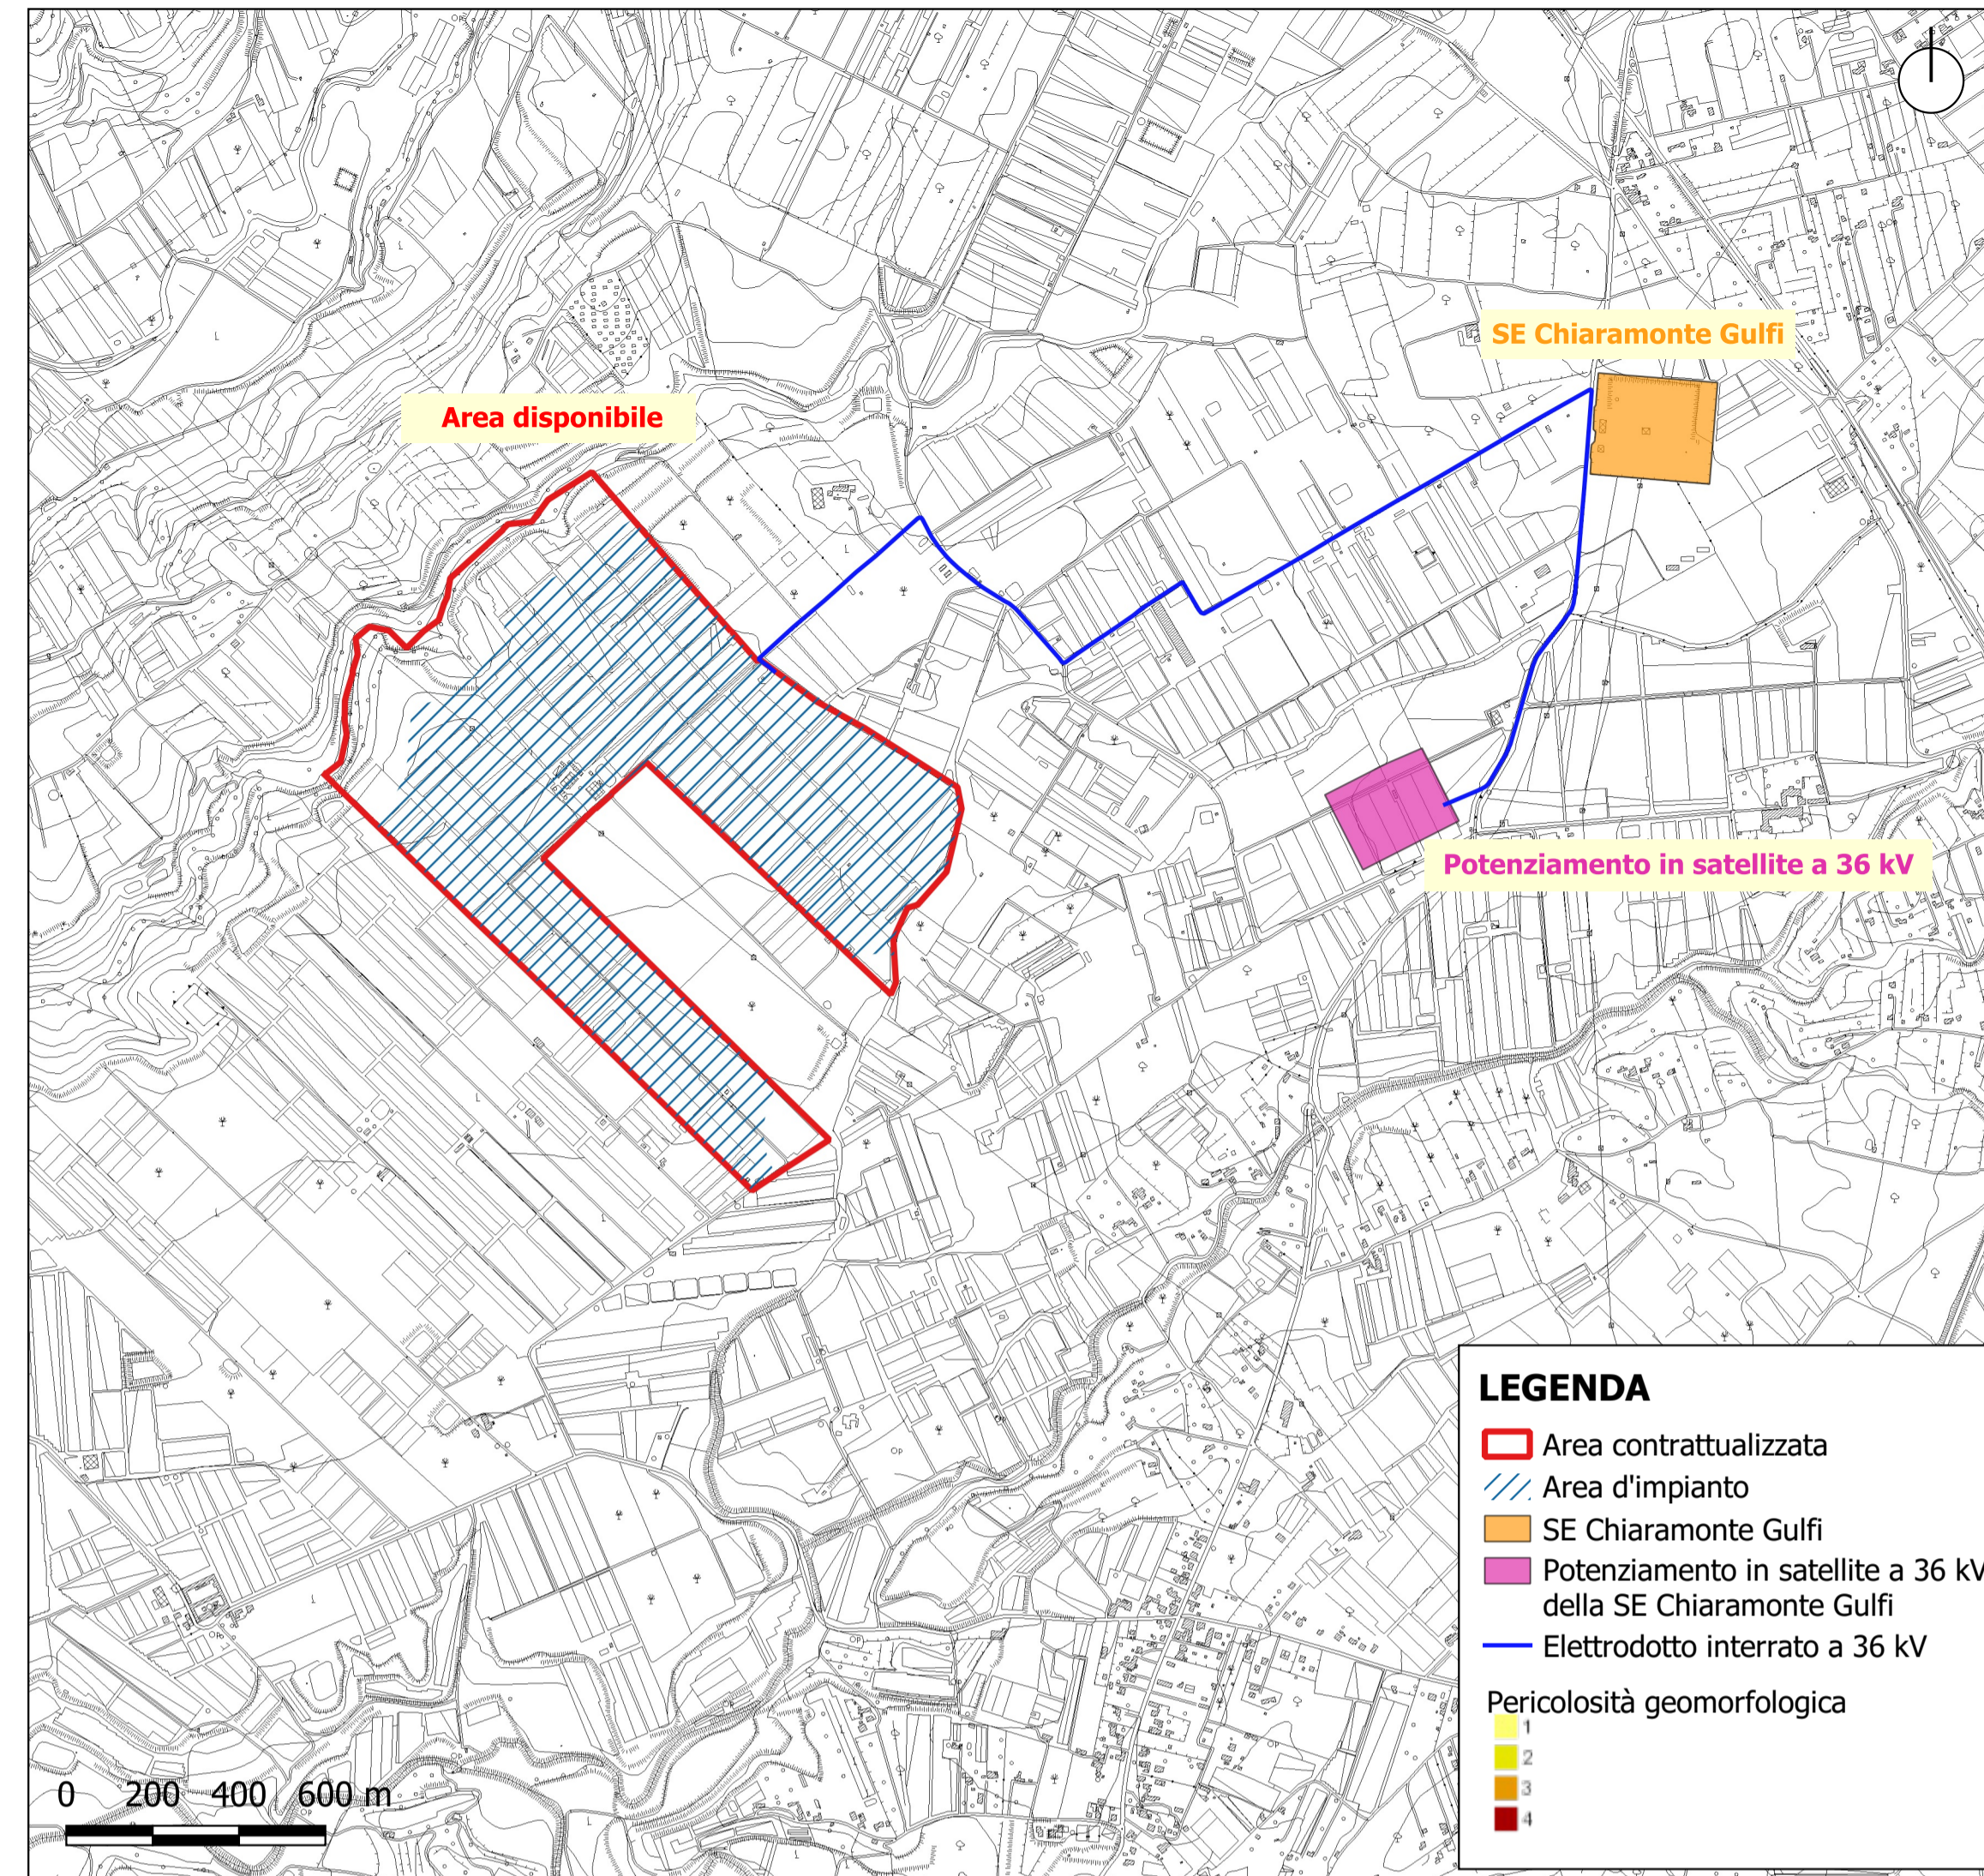 SE Chiaramonte Gulfi
Area disponibile
Potenziamento in satellite a 36 kV
LEGENDA
Area contrattualizzata
Area d'impianto
SE Chiaramonte Gulfi
Potenziamento in satellite a 36 kV
della SE Chiaramonte Gulfi
Elettrodotto interrato a 36 kV
Pericolosità geomorfologica
1
2
3
4
0 200 400 600 m